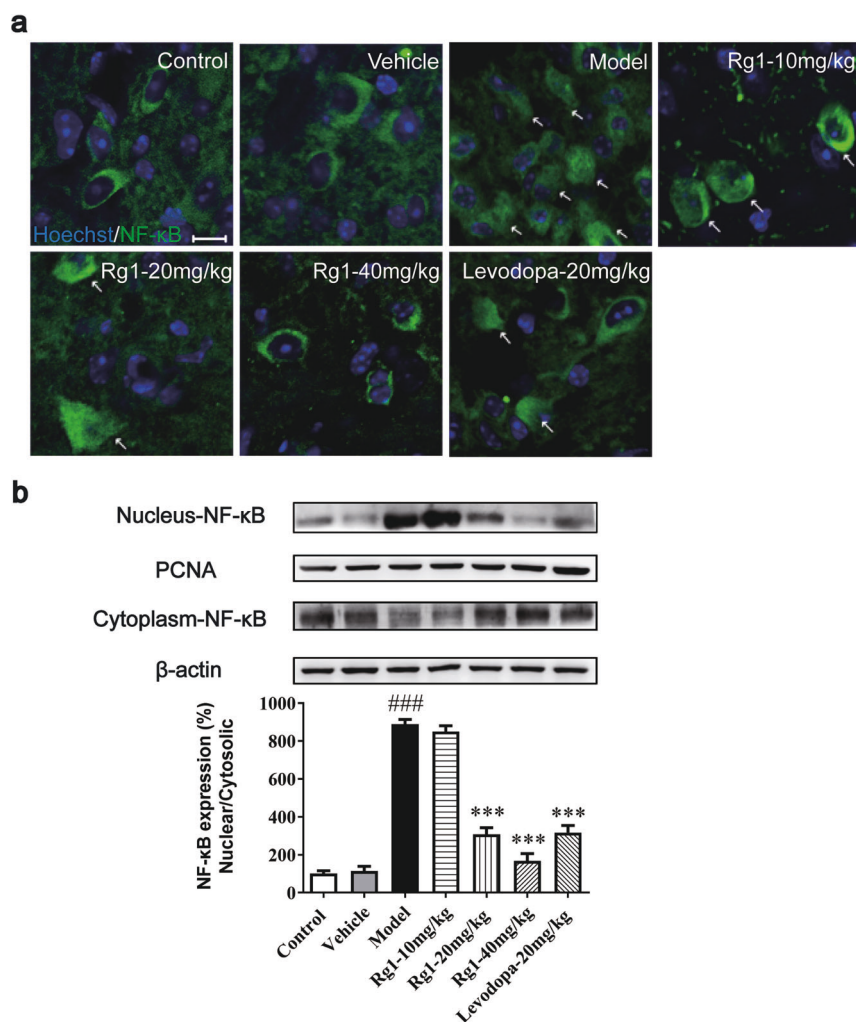 a
Control
Vehicle
Model
Rg1-10mg/kg
Hoechst/NF-κB
Rg1-20mg/kg
Rg1-40mg/kg
Levodopa-20mg/kg
b
Nucleus-NF-κB
PCNA
Cytoplasm-NF-κB
β-actin
NF-κB expression (%)
Nuclear/Cytosolic
1000
800
600
400
200
0
###
***
***
***
Control
Vehicle
Model
Rg1-10mg/kg
Rg1-20mg/kg
Rg1-40mg/kg
Levodopa-20mg/kg